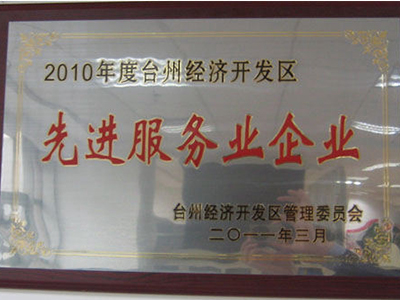 2010年度台州经济开发区
先进服务业企业
台州经济开发区管理委员会
二〇一一年三月